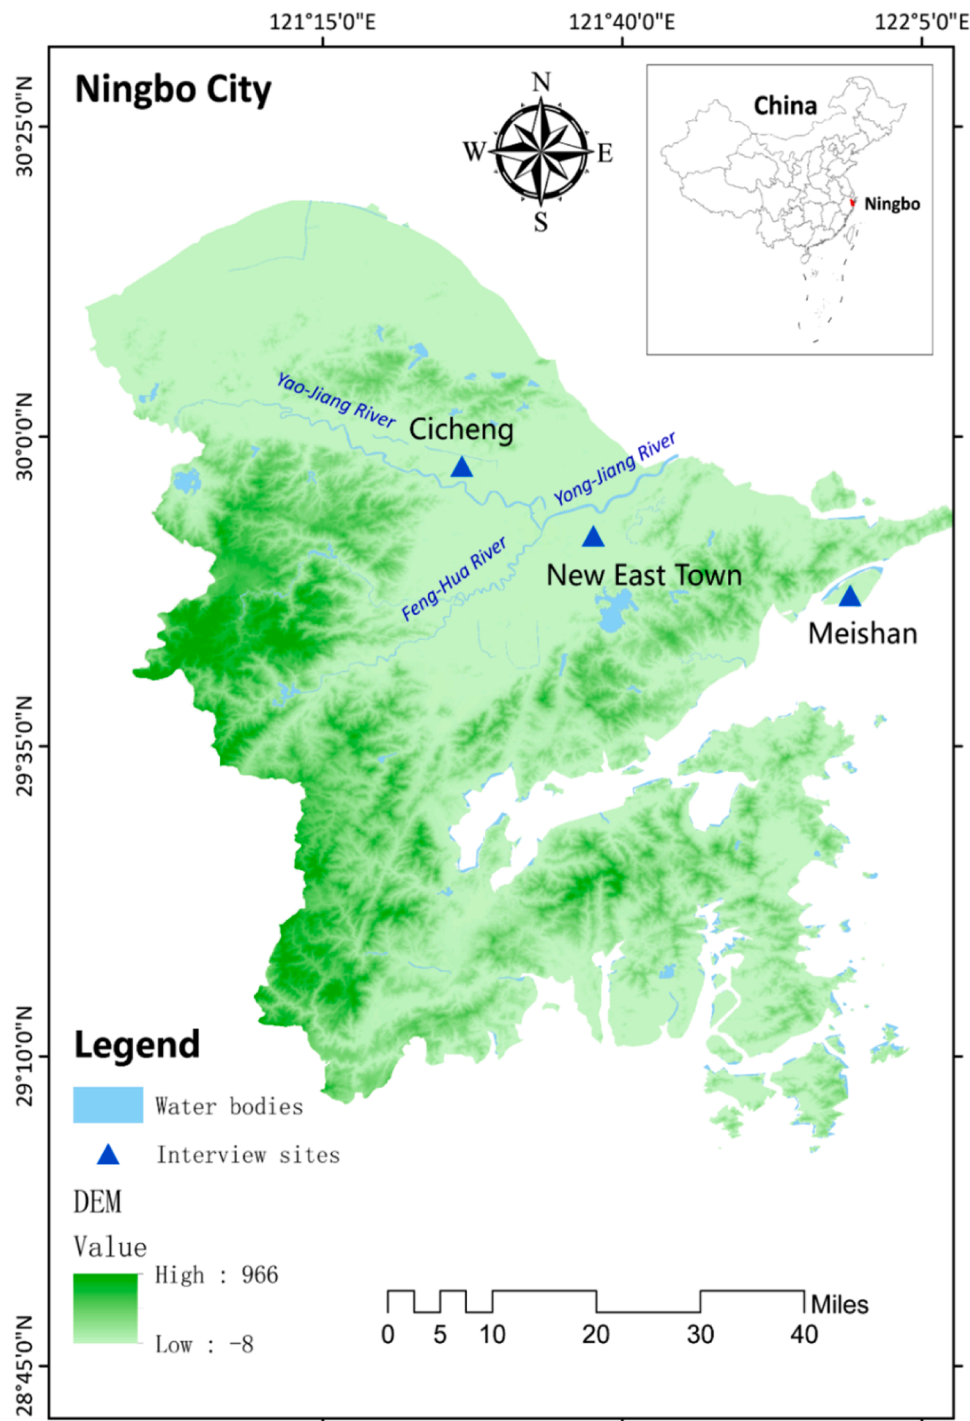 121°15'0"E
121°40'0"E
122°5'0"E
Ningbo City
N
W
E
S
China
Ningbo
30°25'0"N
30°0'0"N
29°35'0"N
29°10'0"N
28°45'0"N
Yao-Jiang River
Cicheng
Yong-Jiang River
Feng-Hua River
New East Town
Meishan
Legend
Water bodies
Interview sites
DEM
Value
High : 966
Low : -8
Miles
0 5 10 20 30 40